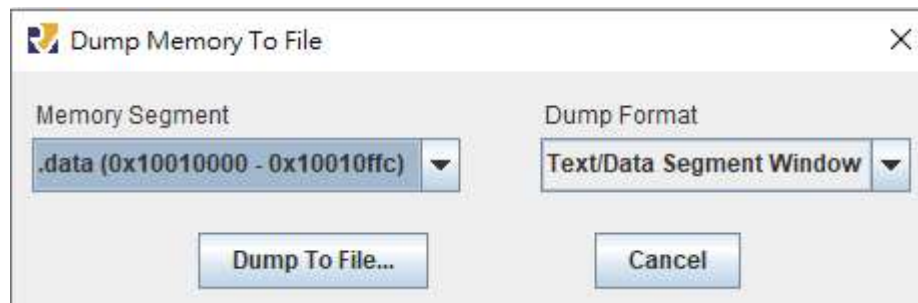 Dump Memory To File
Memory Segment
Dump Format
.data (0x10010000 - 0x10010ffc)
Text/Data Segment Window
Dump To File...
Cancel